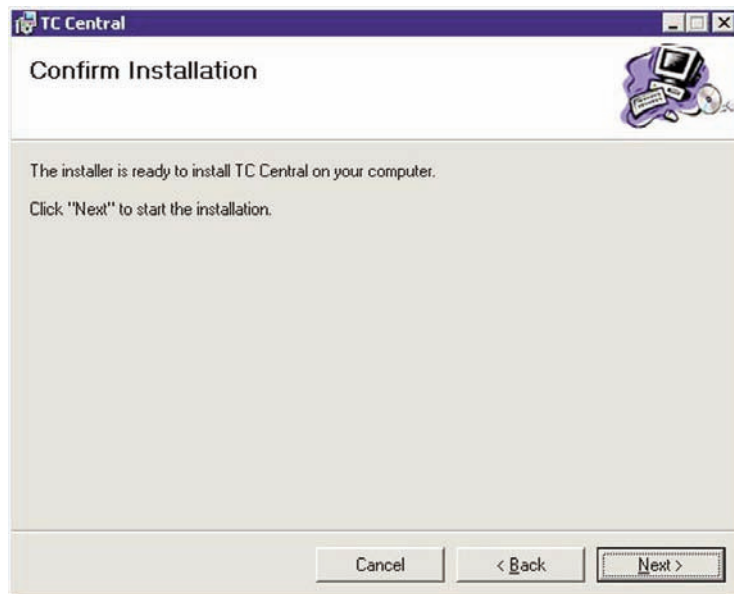 TC Central
Confirm Installation
The installer is ready to install TC Central on your computer.
Click "Next" to start the installation.
Cancel
< Back
Next >